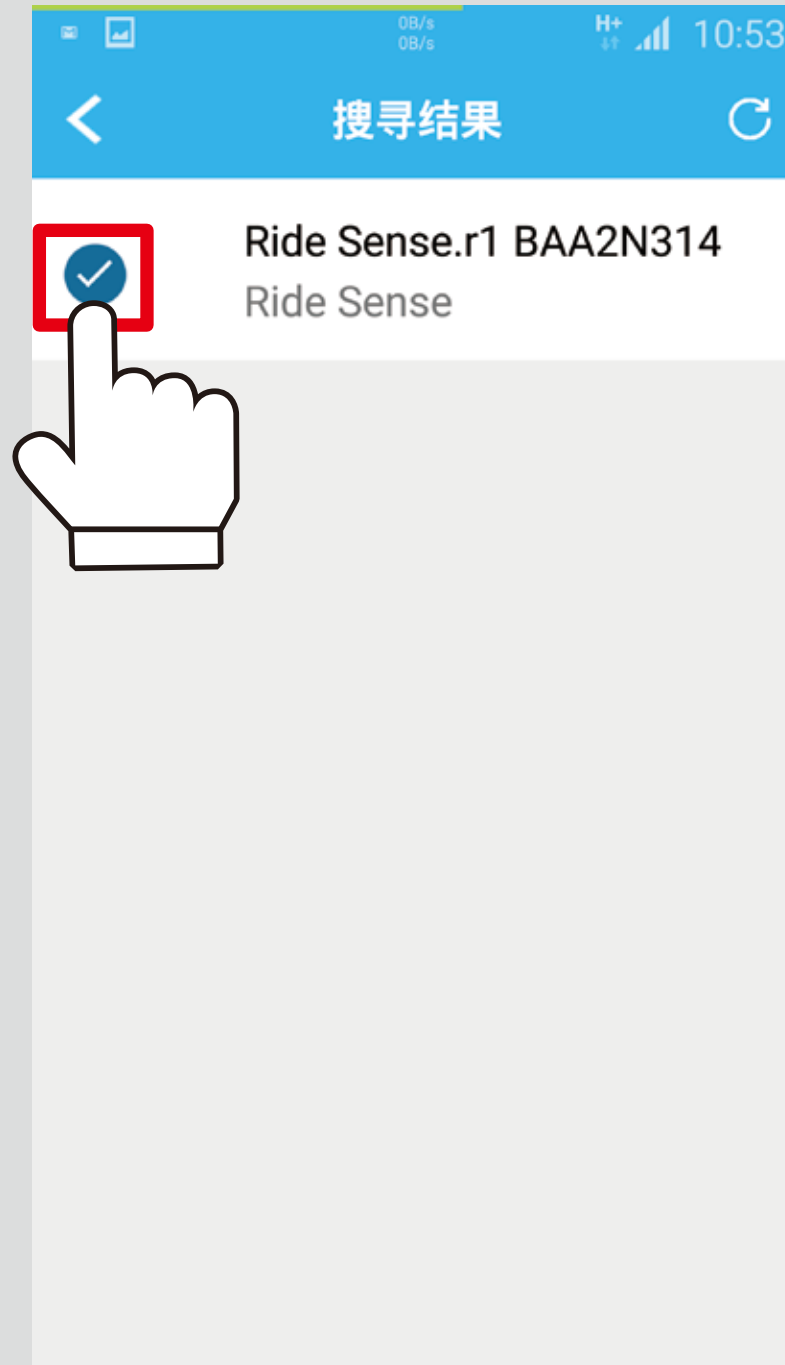 0B/s
0B/s
H+
10:53
搜寻结果
Ride Sense.r1 BAA2N314
Ride Sense